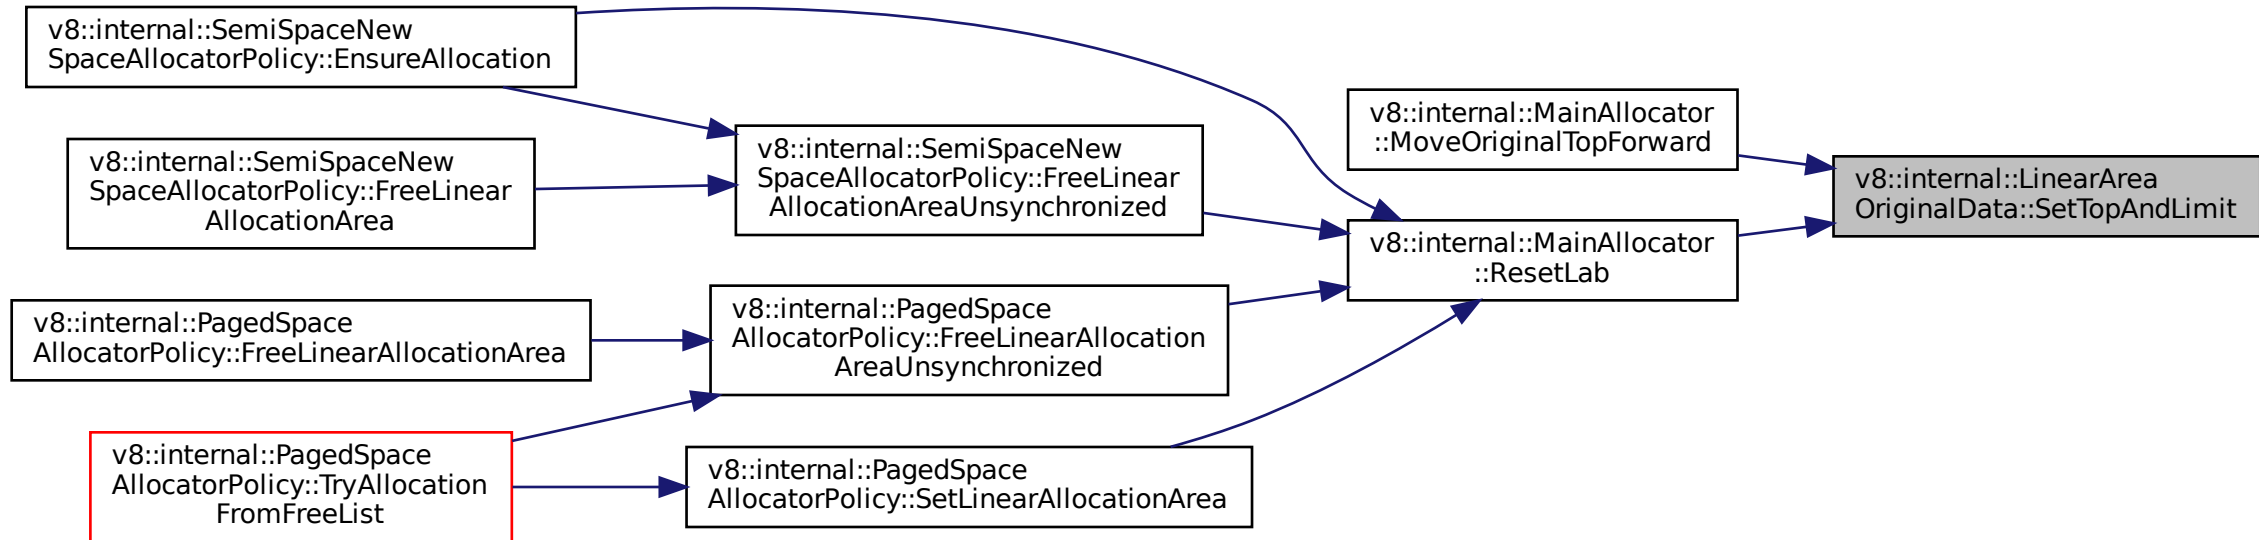 v8::internal::SemiSpaceNew
SpaceAllocatorPolicy::EnsureAllocation
v8::internal::SemiSpaceNew
SpaceAllocatorPolicy::FreeLinear
AllocationArea
v8::internal::PagedSpace
AllocatorPolicy::FreeLinearAllocationArea
v8::internal::PagedSpace
AllocatorPolicy::TryAllocation
FromFreeList
v8::internal::SemiSpaceNew
SpaceAllocatorPolicy::FreeLinear
AllocationAreaUnsynchronized
v8::internal::PagedSpace
AllocatorPolicy::FreeLinearAllocation
AreaUnsynchronized
v8::internal::PagedSpace
AllocatorPolicy::SetLinearAllocationArea
v8::internal::MainAllocator
::MoveOriginalTopForward
v8::internal::MainAllocator
::ResetLab
v8::internal::LinearArea
OriginalData::SetTopAndLimit